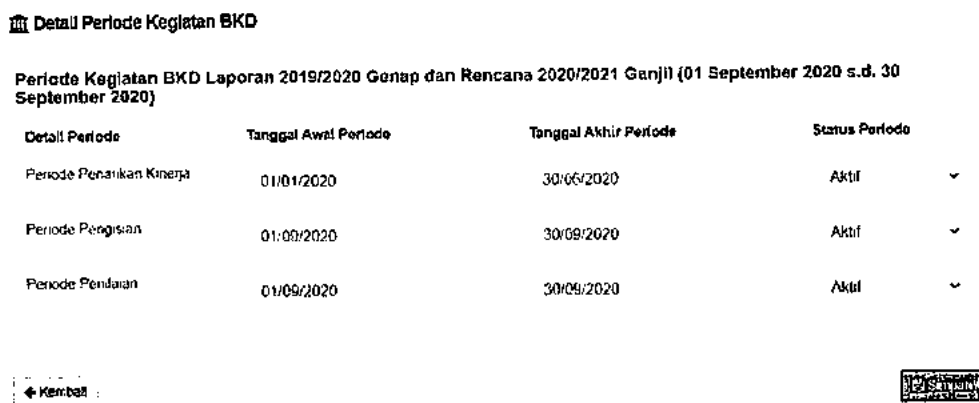 Detail Periode Kegiatan BKD
Periode Kegiatan BKD Laporan 2019/2020 Genap dan Rencana 2020/2021 Ganjil (01 September 2020 s.d. 30
September 2020)
Detail Periode Tanggal Awal Periode Tanggal Akhir Periode Status Periode
Periode Penarikan Kinerja 01/01/2020 30/06/2020 Aktif
Periode Pengisian 01/09/2020 30/09/2020 Aktif
Periode Penilaian 01/09/2020 30/09/2020 Aktif
Kembali Simpan